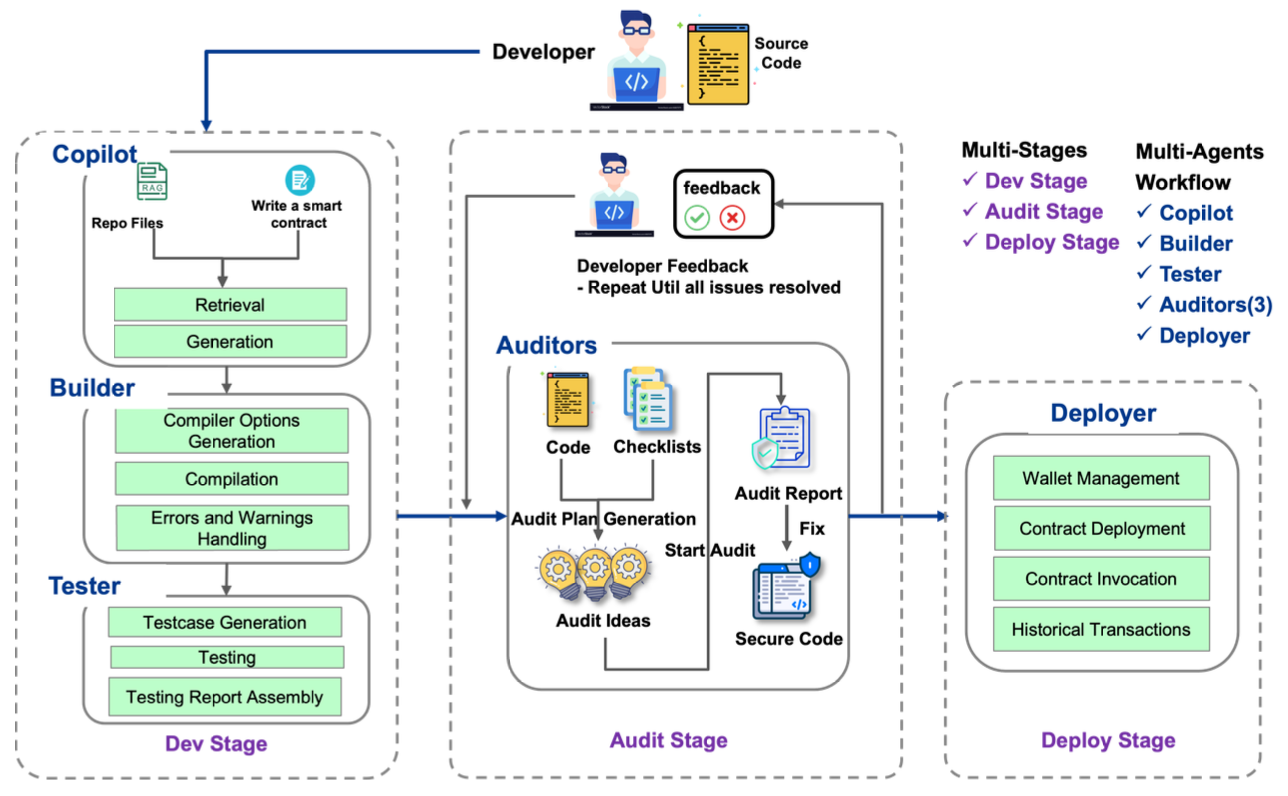 Developer
Source
Code
Copilot
RAG
Repo Files
Write a smart
contract
Retrieval
Generation
Builder
Compiler Options
Generation
Compilation
Errors and Warnings
Handling
Tester
Testcase Generation
Testing
Testing Report Assembly
Dev Stage
feedback
Developer Feedback
- Repeat Util all issues resolved
Auditors
Code
Checklists
Audit Plan Generation
Audit Ideas
Start Audit
Audit Report
Fix
Secure Code
Audit Stage
Multi-Stages
✓ Dev Stage
✓ Audit Stage
✓ Deploy Stage
Multi-Agents
Workflow
✓ Copilot
✓ Builder
✓ Tester
✓ Auditors(3)
✓ Deployer
Deployer
Wallet Management
Contract Deployment
Contract Invocation
Historical Transactions
Deploy Stage